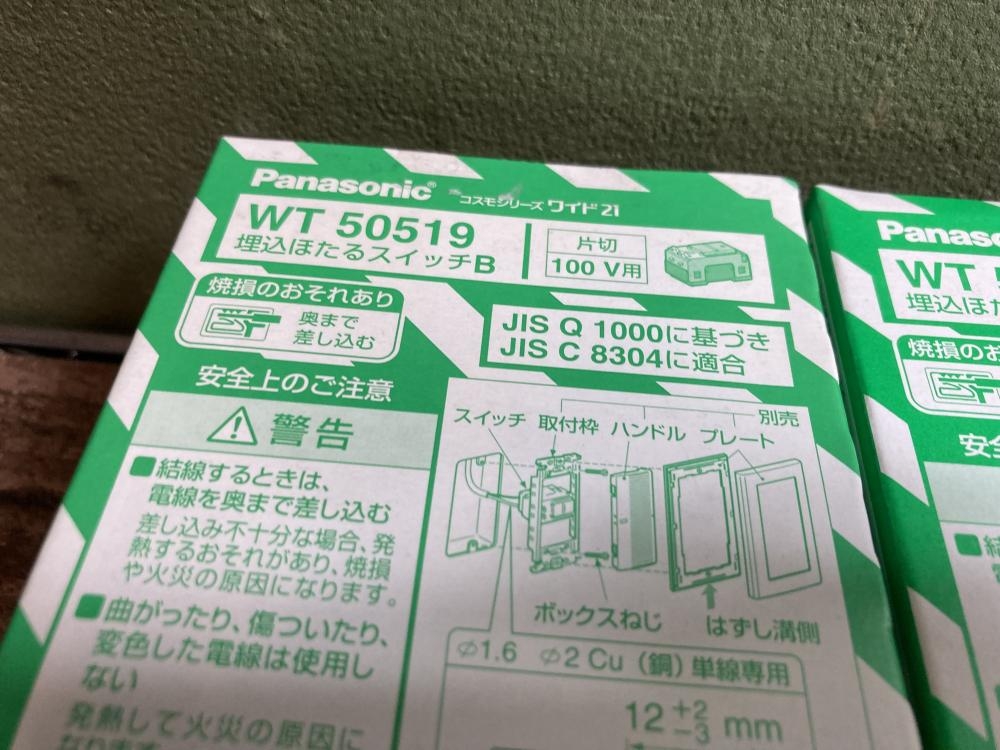 Panasonic® コスモシリーズ ワイド21
WT 50519
埋込ほたるスイッチB
片切
100 V用
焼損のおそれあり
奥まで
差し込む
JIS Q 1000に基づき
JIS C 8304に適合
安全上のご注意
警告
■結線するときは、
電線を奥まで差し込む
差し込み不十分な場合、発
熱するおそれがあり、焼損
や火災の原因になります。
■曲がったり、傷ついたり、
変色した電線は使用し
ない
発熱して火災の原因に
なります
別売
スイッチ 取付枠 ハンドル プレート
ボックスねじ はずし溝側
φ1.6 φ2 Cu（銅）単線専用
12 +2 −3 mm
Panaso
WT
埋込ほた
焼損のお
安全
■結